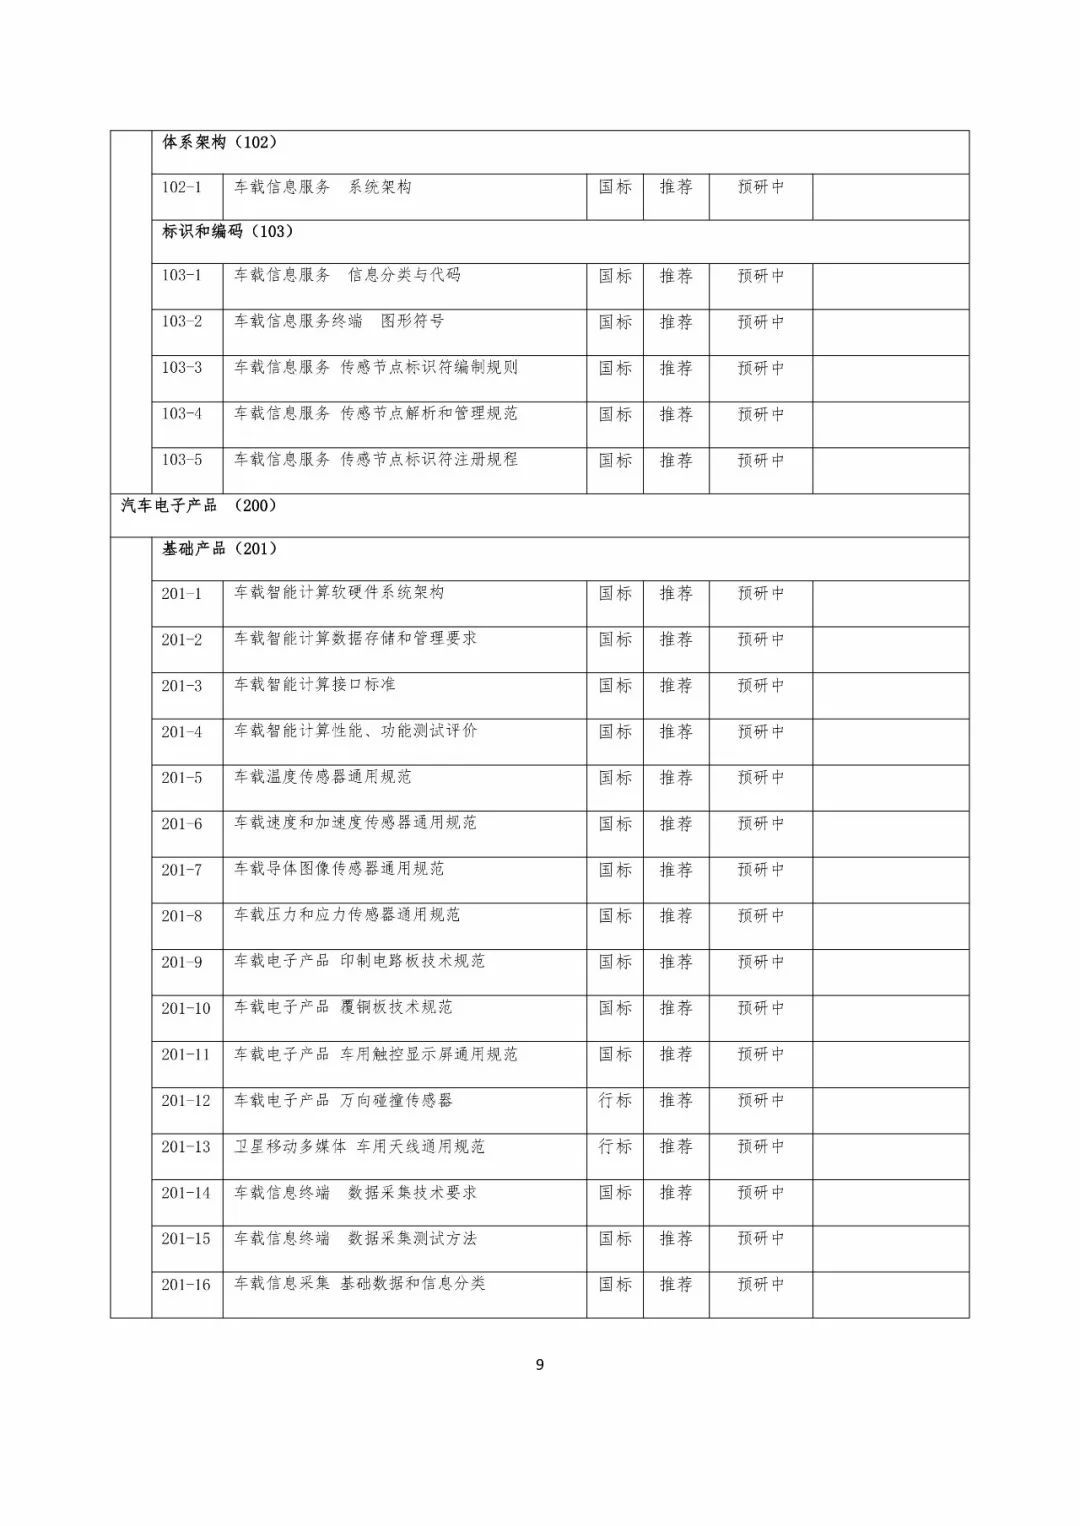 体系架构（102）
102-1 车载信息服务　系统架构 国标 推荐 预研中
标识和编码（103）
103-1 车载信息服务　信息分类与代码 国标 推荐 预研中
103-2 车载信息服务终端　图形符号 国标 推荐 预研中
103-3 车载信息服务 传感节点标识符编制规则 国标 推荐 预研中
103-4 车载信息服务 传感节点解析和管理规范 国标 推荐 预研中
103-5 车载信息服务 传感节点标识符注册规程 国标 推荐 预研中
汽车电子产品 （200）
基础产品（201）
201-1 车载智能计算软硬件系统架构 国标 推荐 预研中
201-2 车载智能计算数据存储和管理要求 国标 推荐 预研中
201-3 车载智能计算接口标准 国标 推荐 预研中
201-4 车载智能计算性能、功能测试评价 国标 推荐 预研中
201-5 车载温度传感器通用规范 国标 推荐 预研中
201-6 车载速度和加速度传感器通用规范 国标 推荐 预研中
201-7 车载导体图像传感器通用规范 国标 推荐 预研中
201-8 车载压力和应力传感器通用规范 国标 推荐 预研中
201-9 车载电子产品 印制电路板技术规范 国标 推荐 预研中
201-10 车载电子产品 覆铜板技术规范 国标 推荐 预研中
201-11 车载电子产品 车用触控显示屏通用规范 国标 推荐 预研中
201-12 车载电子产品 万向碰撞传感器 行标 推荐 预研中
201-13 卫星移动多媒体 车用天线通用规范 行标 推荐 预研中
201-14 车载信息终端　数据采集技术要求 国标 推荐 预研中
201-15 车载信息终端　数据采集测试方法 国标 推荐 预研中
201-16 车载信息采集 基础数据和信息分类 国标 推荐 预研中
9